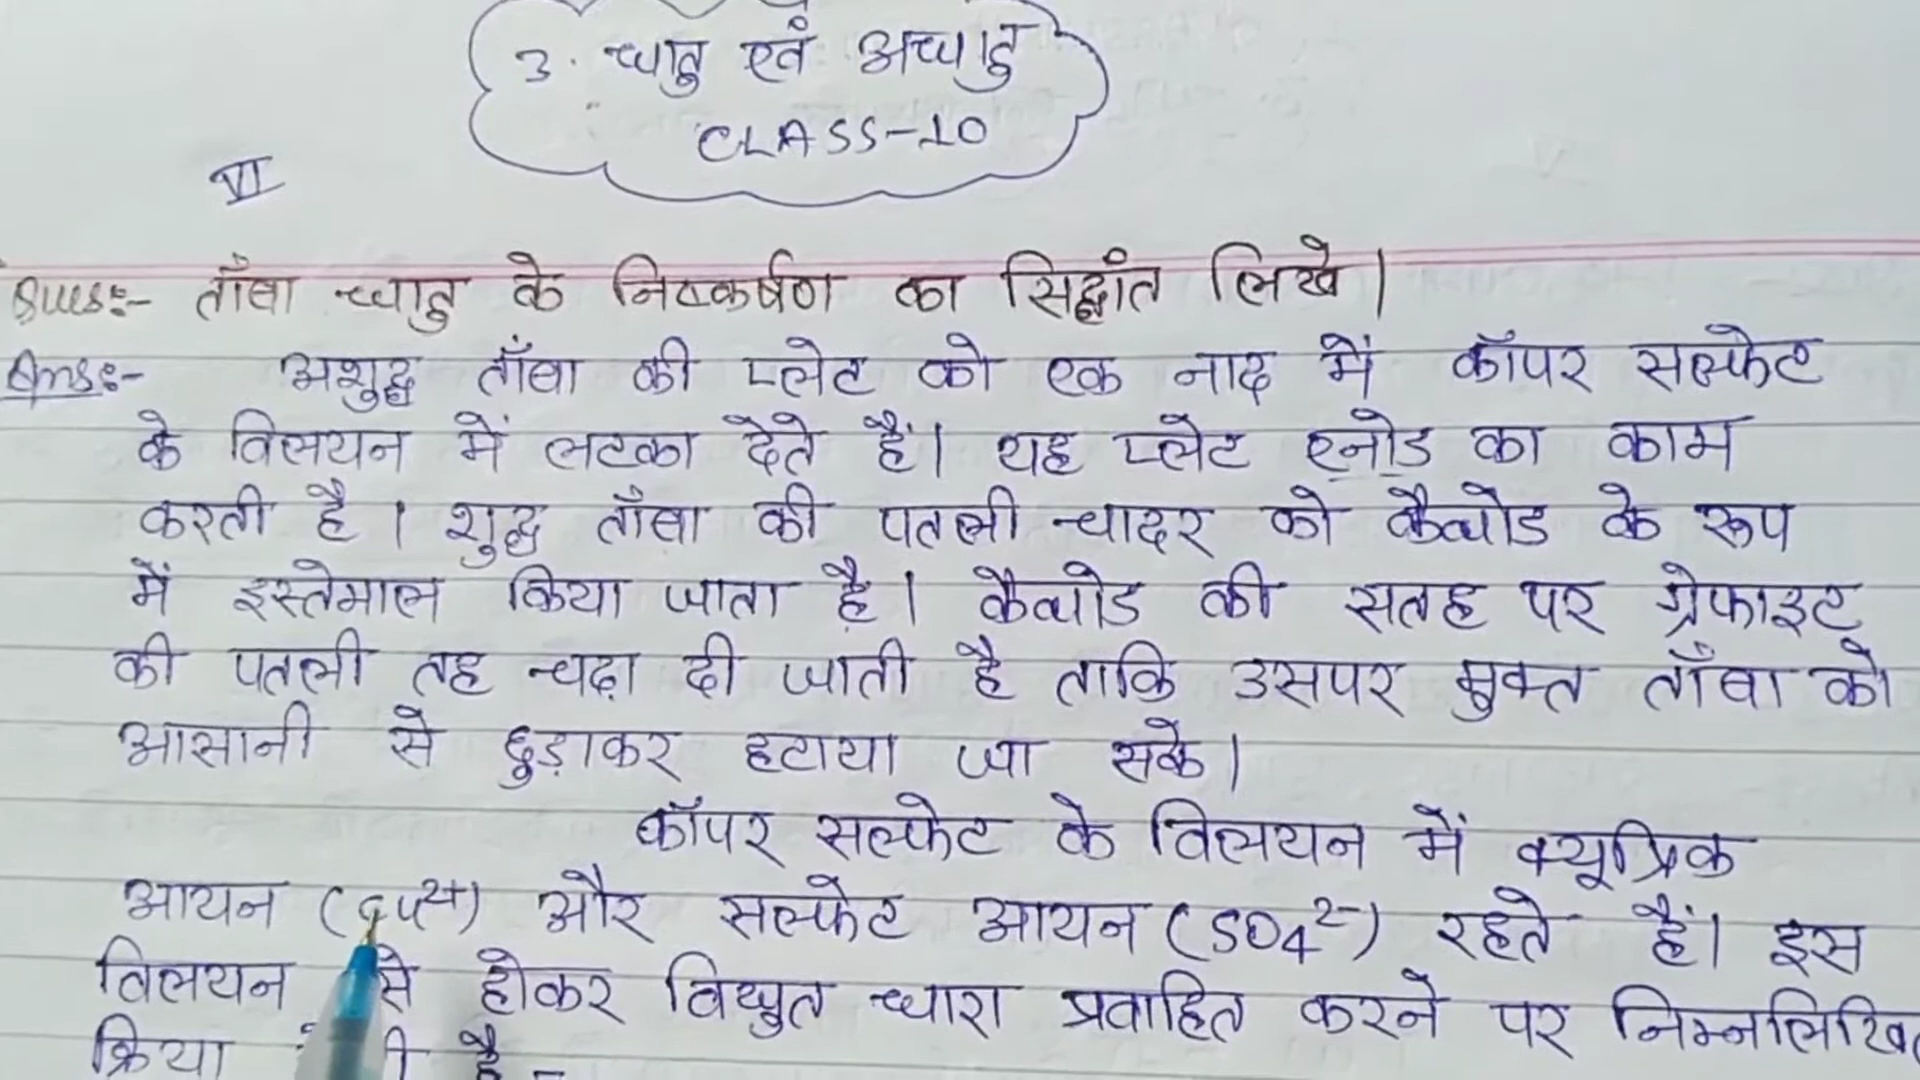 3. धातु एवं अधातु
CLASS-10
VI
Ques:- ताँबा धातु के निष्कर्षण का सिद्धांत लिखे।
Ans:- अशुद्ध ताँबा की प्लेट को एक नाद में कॉपर सल्फेट
के विलयन में लटका देते हैं। यह प्लेट एनोड का काम
करती है। शुद्ध ताँबा की पतली चादर को कैथोड के रूप
में इस्तेमाल किया जाता है। कैथोड की सतह पर ग्रेफाइट
की पतली तह चढ़ा दी जाती है ताकि उसपर मुक्त ताँबा को
आसानी से छुड़ाकर हटाया जा सके।
कॉपर सल्फेट के विलयन में क्यूप्रिक
आयन (Cu²⁺) और सल्फेट आयन (SO₄²⁻) रहते हैं। इस
विलयन से होकर विद्युत धारा प्रवाहित करने पर निम्नलिखित
क्रिया है-